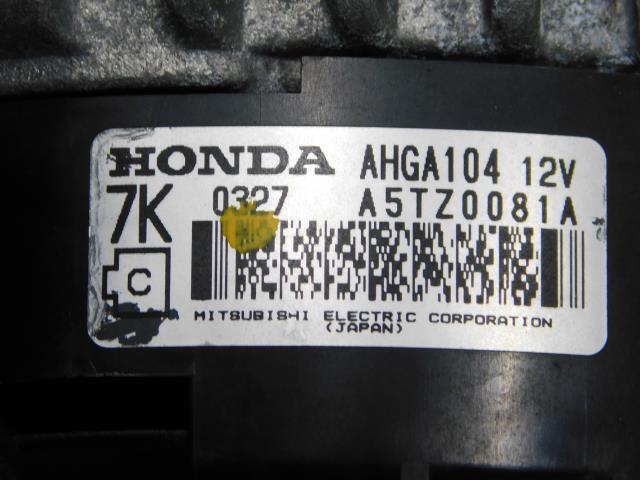 HONDA AHGA104 12V
7K 0327 A5TZ0081A
C
MITSUBISHI ELECTRIC CORPORATION
(JAPAN)